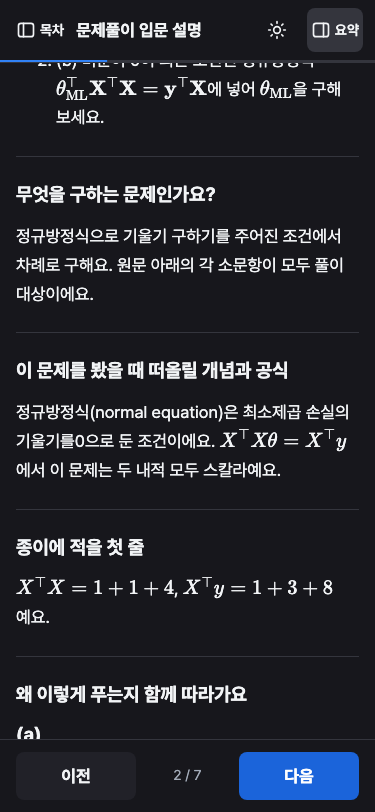 목차 문제풀이 입문 설명 요약
θ_ML^⊤ X^⊤X = y^⊤X에 넣어 θ_ML을 구해
보세요.
무엇을 구하는 문제인가요?
정규방정식으로 기울기 구하기를 주어진 조건에서
차례로 구해요. 원문 아래의 각 소문항이 모두 풀이
대상이에요.
이 문제를 봤을 때 떠올릴 개념과 공식
정규방정식(normal equation)은 최소제곱 손실의
기울기를0으로 둔 조건이에요. X^⊤Xθ = X^⊤y
에서 이 문제는 두 내적 모두 스칼라예요.
종이에 적을 첫 줄
X^⊤X = 1 + 1 + 4, X^⊤y = 1 + 3 + 8
예요.
왜 이렇게 푸는지 함께 따라가요
(a)
이전 2 / 7 다음